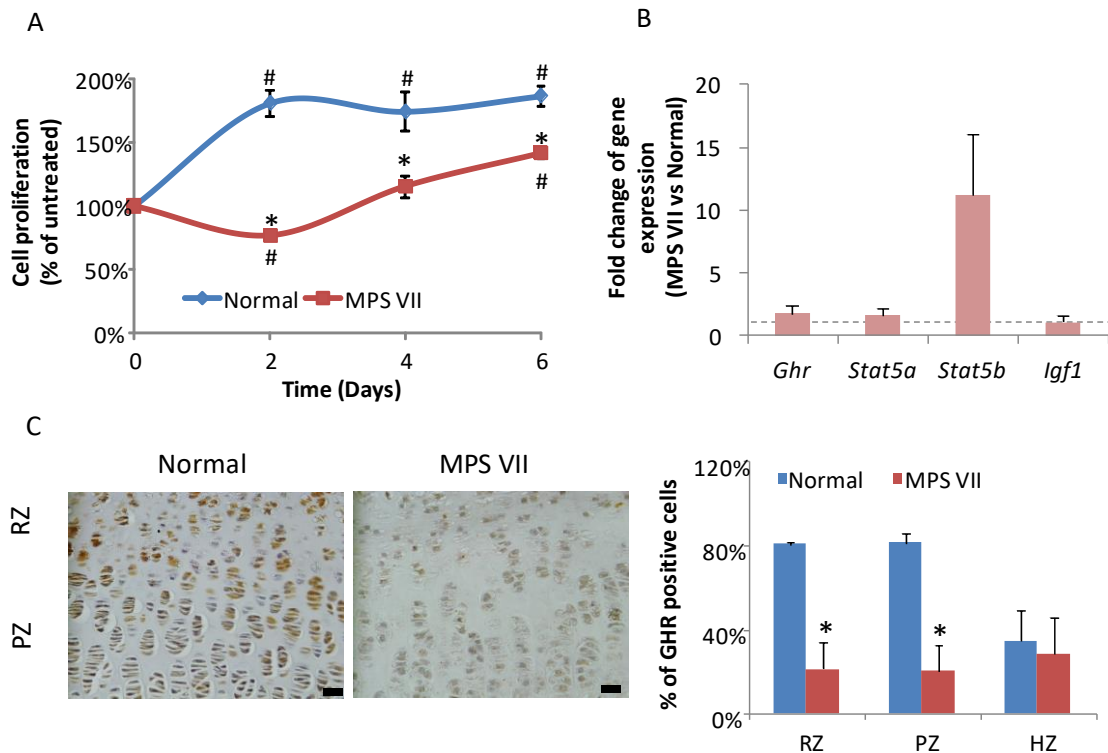 A
Cell proliferation
(% of untreated)
200%
150%
100%
50%
0%
#
#
#
*
*
*
#
#
Normal
MPS VII
0
2
4
6
Time (Days)
B
Fold change of gene
expression
(MPS VII vs Normal)
20
15
10
5
0
Ghr
Stat5a
Stat5b
Igf1
C
Normal
MPS VII
RZ
PZ
% of GHR positive cells
120%
80%
40%
0%
Normal
MPS VII
*
*
RZ
PZ
HZ